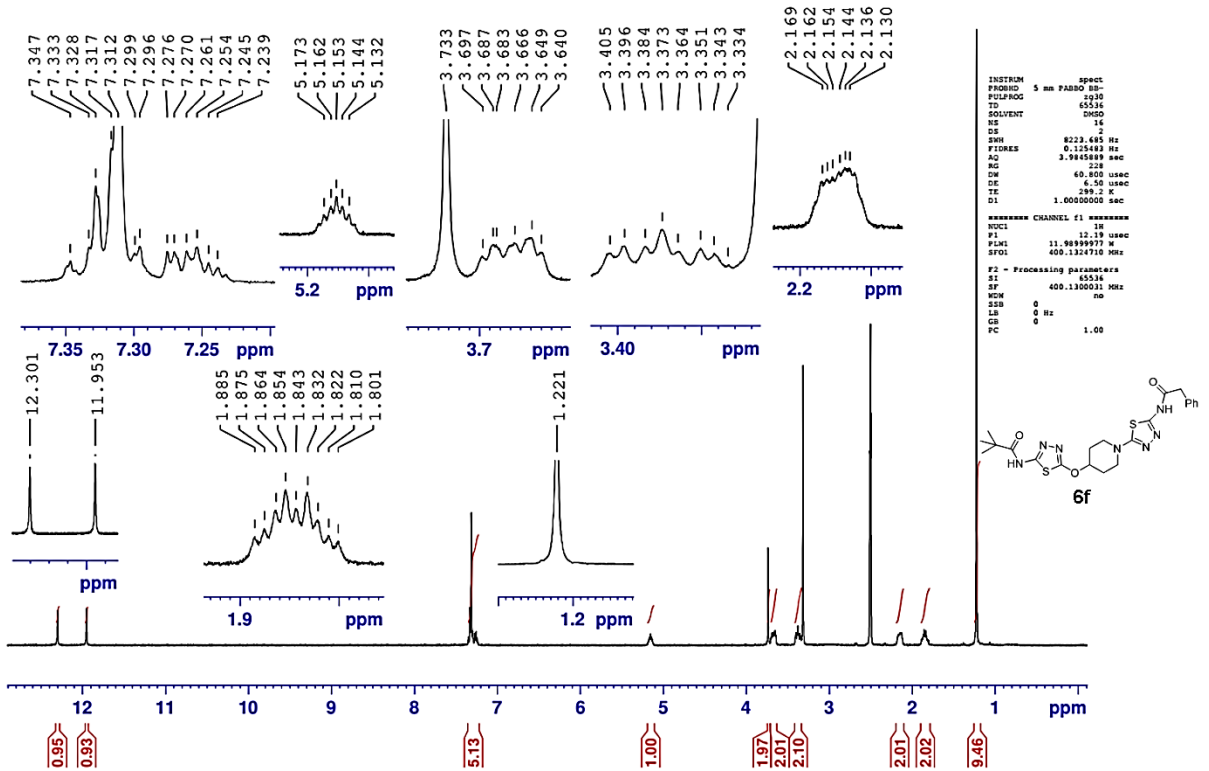 7.347
7.333
7.328
7.317
7.312
7.299
7.296
7.276
7.270
7.261
7.254
7.245
7.239
5.173
5.162
5.153
5.144
5.132
3.733
3.697
3.687
3.683
3.666
3.649
3.640
3.405
3.396
3.384
3.373
3.364
3.351
3.343
3.334
2.169
2.162
2.154
2.144
2.136
2.130
INSTRUM spect
PROBHD 5 mm PABBO BB-
PULPROG zg30
TD 65536
SOLVENT DMSO
NS 16
DS 2
SWH 8223.685 Hz
FIDRES 0.125483 Hz
AQ 3.9845889 sec
RG 228
DW 60.800 usec
DE 6.50 usec
TE 299.2 K
D1 1.00000000 sec
======== CHANNEL f1 ========
NUC1 1H
P1 12.19 usec
PLW1 11.98999977 W
SFO1 400.1324710 MHz
F2 - Processing parameters
SI 65536
SF 400.1300031 MHz
WDW no
SSB 0
LB 0 Hz
GB 0
PC 1.00
5.2 ppm
2.2 ppm
7.35 7.30 7.25 ppm
3.7 ppm
3.40 ppm
12.301
11.953
1.885
1.875
1.864
1.854
1.843
1.832
1.822
1.810
1.801
1.221
O
NH
Ph
S
N
N
N
N N
O
NH
S
O
6f
ppm
1.9 ppm
1.2 ppm
12 11 10 9 8 7 6 5 4 3 2 1 ppm
0.95
0.93
5.13
1.00
1.97
2.01
2.10
2.01
2.02
9.46